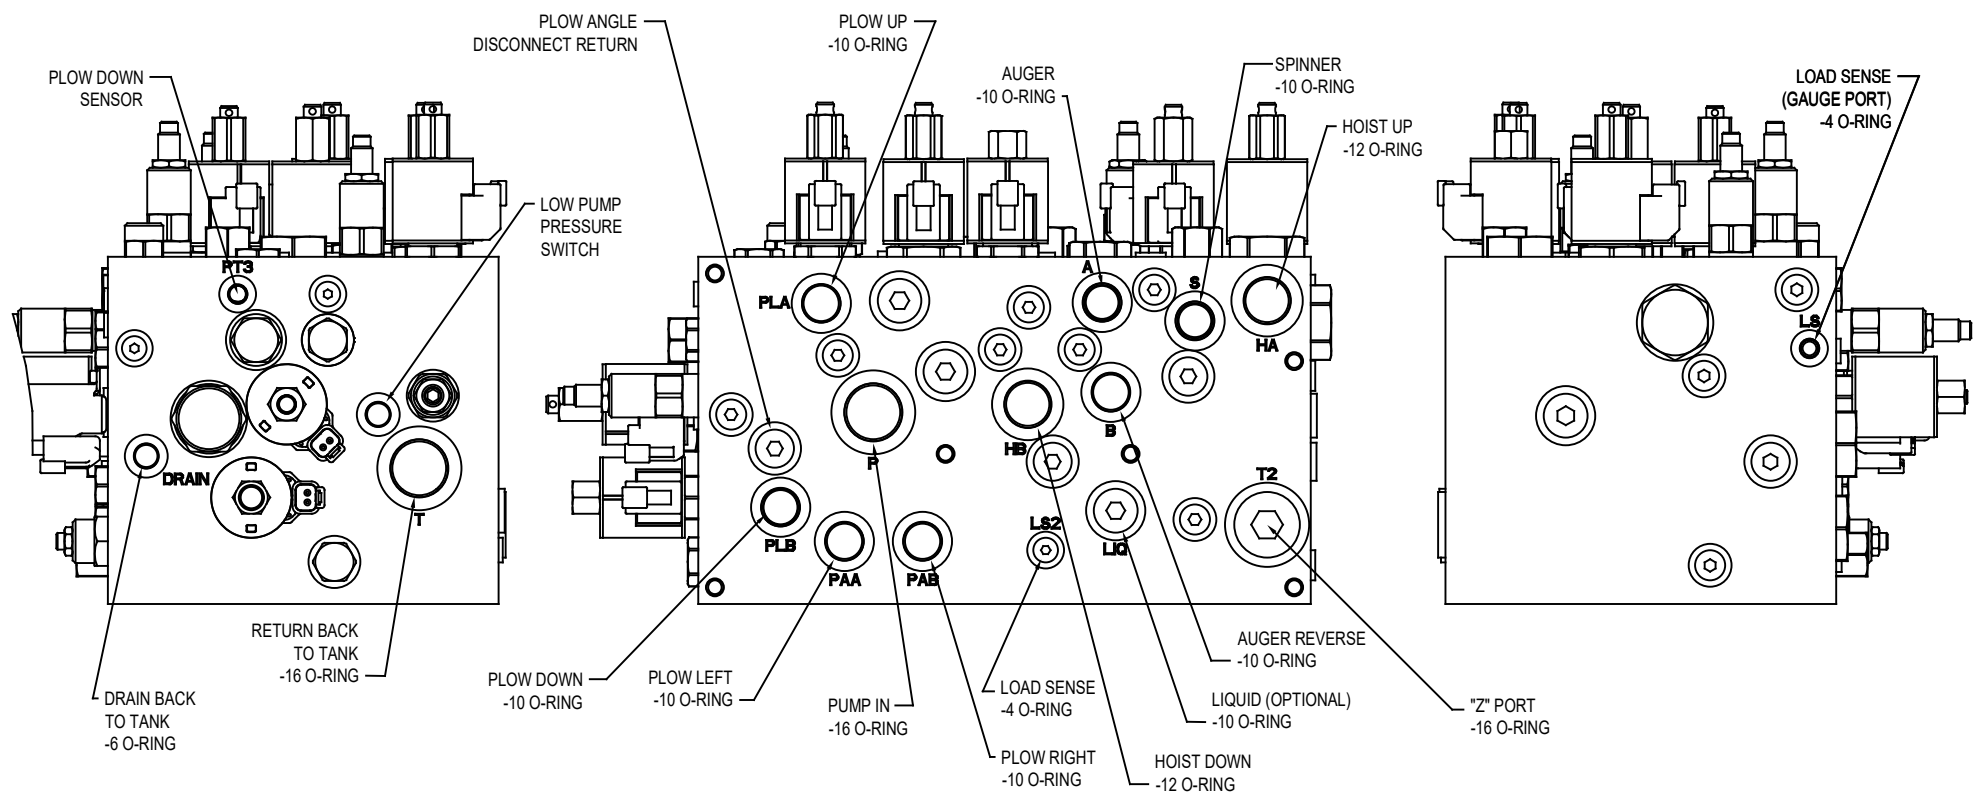 PLOW ANGLE
DISCONNECT RETURN
PLOW UP
-10 O-RING
AUGER
-10 O-RING
SPINNER
-10 O-RING
PLOW DOWN
SENSOR
LOAD SENSE
(GAUGE PORT)
-4 O-RING
HOIST UP
-12 O-RING
LOW PUMP
PRESSURE
SWITCH
PT3
DRAIN
T
PLA
A
S
HA
P
HB
B
T2
PLB
PAA
PAB
LS2
LIQ
LS
RETURN BACK
TO TANK
-16 O-RING
DRAIN BACK
TO TANK
-6 O-RING
PLOW DOWN
-10 O-RING
PLOW LEFT
-10 O-RING
PUMP IN
-16 O-RING
PLOW RIGHT
-10 O-RING
LOAD SENSE
-4 O-RING
HOIST DOWN
-12 O-RING
LIQUID (OPTIONAL)
-10 O-RING
AUGER REVERSE
-10 O-RING
"Z" PORT
-16 O-RING